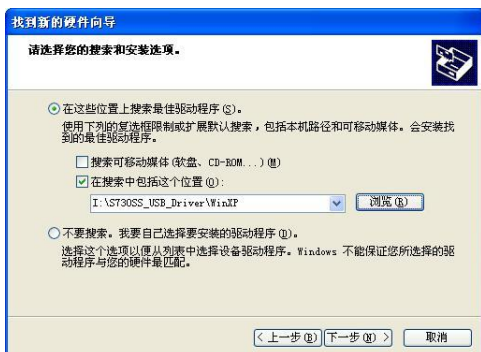 找到新的硬件向导
请选择您的搜索和安装选项。
在这些位置上搜索最佳驱动程序(S)。
使用下列的复选框限制或扩展默认搜索，包括本机路径和可移动媒体。会安装找
到的最佳驱动程序。
搜索可移动媒体(软盘、CD-ROM...)(M)
在搜索中包括这个位置(O):
I:\S730SS_USB_Driver\WinXP
浏览(R)
不要搜索。我要自己选择要安装的驱动程序(D)。
选择这个选项以便从列表中选择设备驱动程序。Windows 不能保证您所选择的驱
动程序与您的硬件最匹配。
< 上一步(B) 下一步(N) > 取消